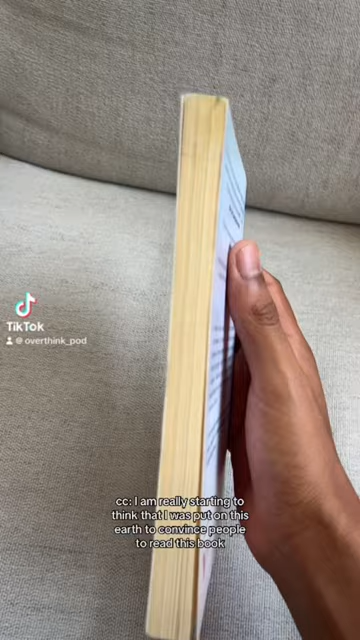 TikTok
@ overthink_pod
cc: I am really starting to
think that I was put on this
earth to convince people
to read this book